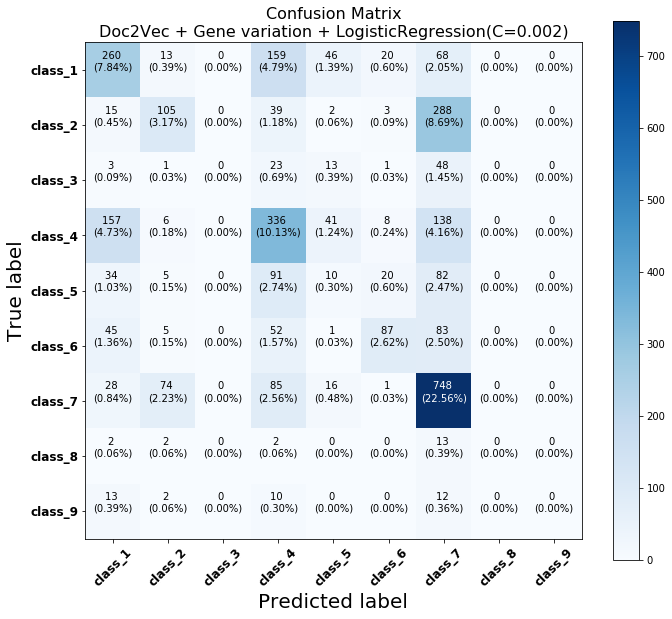 Confusion Matrix
Doc2Vec + Gene variation + LogisticRegression(C=0.002)
class_1 260 13 0 159 46 20 68 0 0
(7.84%) (0.39%) (0.00%) (4.79%) (1.39%) (0.60%) (2.05%) (0.00%) (0.00%)
class_2 15 105 0 39 2 3 288 0 0
(0.45%) (3.17%) (0.00%) (1.18%) (0.06%) (0.09%) (8.69%) (0.00%) (0.00%)
class_3 3 1 0 23 13 1 48 0 0
(0.09%) (0.03%) (0.00%) (0.69%) (0.39%) (0.03%) (1.45%) (0.00%) (0.00%)
class_4 157 6 0 336 41 8 138 0 0
(4.73%) (0.18%) (0.00%) (10.13%) (1.24%) (0.24%) (4.16%) (0.00%) (0.00%)
class_5 34 5 0 91 10 20 82 0 0
(1.03%) (0.15%) (0.00%) (2.74%) (0.30%) (0.60%) (2.47%) (0.00%) (0.00%)
class_6 45 5 0 52 1 87 83 0 0
(1.36%) (0.15%) (0.00%) (1.57%) (0.03%) (2.62%) (2.50%) (0.00%) (0.00%)
class_7 28 74 0 85 16 1 748 0 0
(0.84%) (2.23%) (0.00%) (2.56%) (0.48%) (0.03%) (22.56%) (0.00%) (0.00%)
class_8 2 2 0 2 0 0 13 0 0
(0.06%) (0.06%) (0.00%) (0.06%) (0.00%) (0.00%) (0.39%) (0.00%) (0.00%)
class_9 13 2 0 10 0 0 12 0 0
(0.39%) (0.06%) (0.00%) (0.30%) (0.00%) (0.00%) (0.36%) (0.00%) (0.00%)
True label
class_1 class_2 class_3 class_4 class_5 class_6 class_7 class_8 class_9
Predicted label
700
600
500
400
300
200
100
0